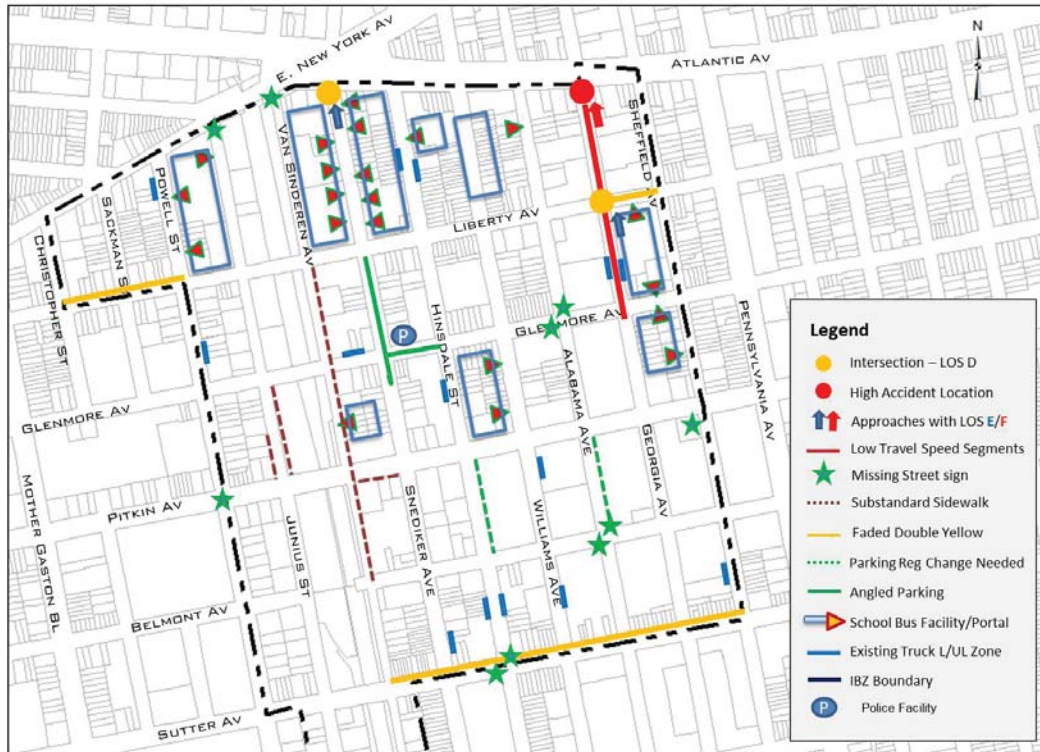 E. NEW YORK AV
N
ATLANTIC AV
SHEFFIELD AV
VAN SINDEREN AV
POWELL ST
SACKMAN S
CHRISTOPHER ST
LIBERTY AV
HINSDALE ST
GLENMORE AV
P
ALABAMA AVE
PENNSYLVANIA AV
GLENMORE AV
MOTHER GASTON BL
PITKIN AV
JUNIUS ST
SNEDIKER AVE
WILLIAMS AVE
GEORGIA AV
BELMONT AV
SUTTER AV
Legend
Intersection – LOS D
High Accident Location
Approaches with LOS E/F
Low Travel Speed Segments
Missing Street sign
Substandard Sidewalk
Faded Double Yellow
Parking Reg Change Needed
Angled Parking
School Bus Facility/Portal
Existing Truck L/UL Zone
IBZ Boundary
P Police Facility